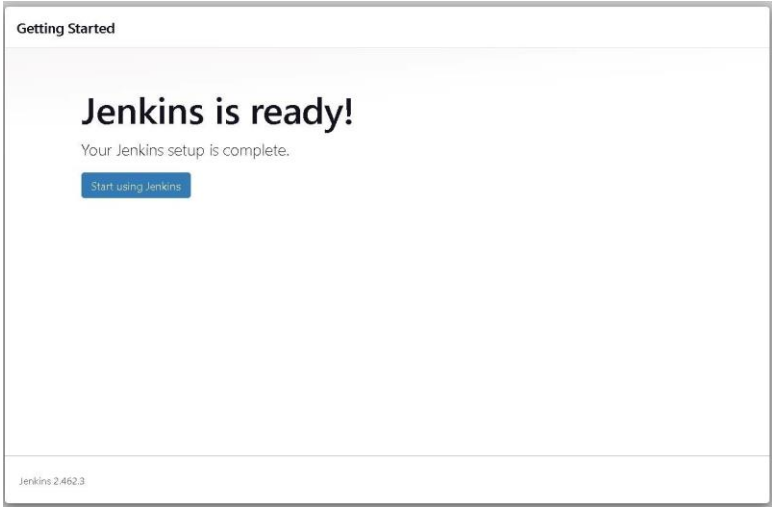 Getting Started
Jenkins is ready!
Your Jenkins setup is complete.
Start using Jenkins
Jenkins 2.462.3